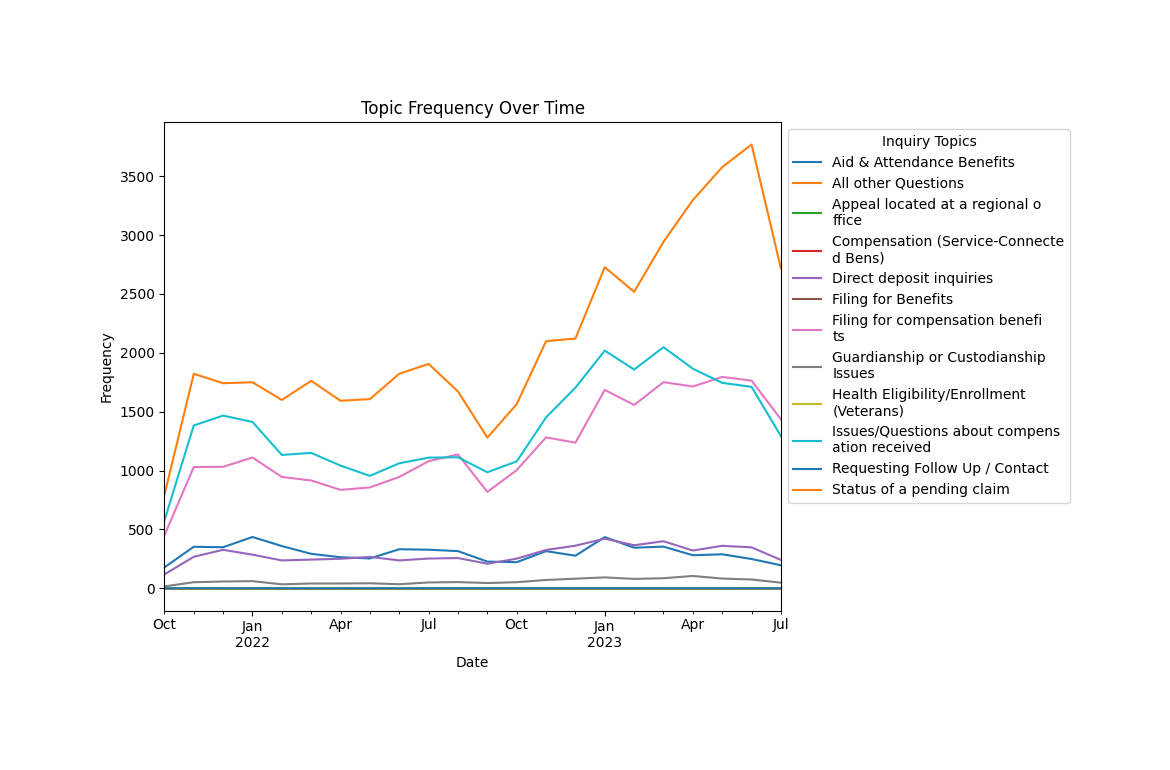 Topic Frequency Over Time
Frequency
3500
3000
2500
2000
1500
1000
500
0
Oct
Jan
2022
Apr
Jul
Oct
Jan
2023
Apr
Jul
Date
Inquiry Topics
Aid & Attendance Benefits
All other Questions
Appeal located at a regional o
ffice
Compensation (Service-Connecte
d Bens)
Direct deposit inquiries
Filing for Benefits
Filing for compensation benefi
ts
Guardianship or Custodianship
Issues
Health Eligibility/Enrollment
(Veterans)
Issues/Questions about compens
ation received
Requesting Follow Up / Contact
Status of a pending claim